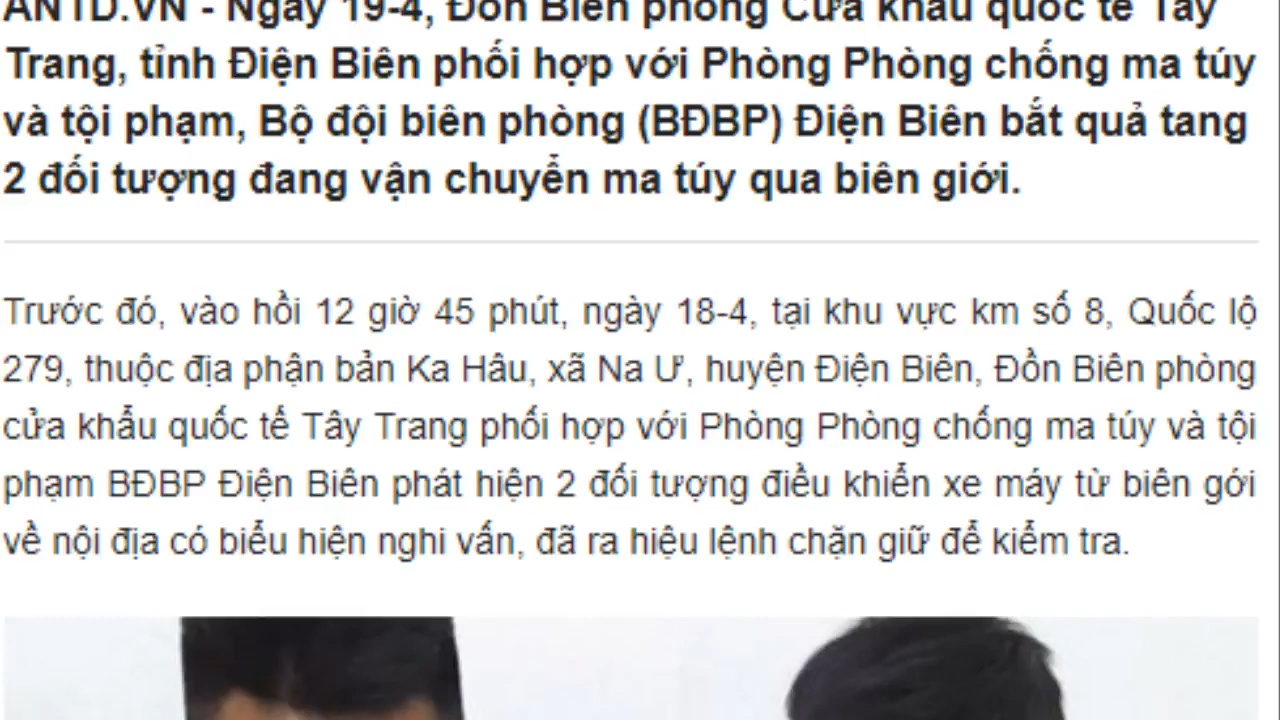 ANTD.VN - Ngày 19-4, Đồn Biên phòng Cửa khẩu quốc tế Tây
Trang, tỉnh Điện Biên phối hợp với Phòng Phòng chống ma túy
và tội phạm, Bộ đội biên phòng (BĐBP) Điện Biên bắt quả tang
2 đối tượng đang vận chuyển ma túy qua biên giới.
Trước đó, vào hồi 12 giờ 45 phút, ngày 18-4, tại khu vực km số 8, Quốc lộ
279, thuộc địa phận bản Ka Hâu, xã Na Ư, huyện Điện Biên, Đồn Biên phòng
cửa khẩu quốc tế Tây Trang phối hợp với Phòng Phòng chống ma túy và tội
phạm BĐBP Điện Biên phát hiện 2 đối tượng điều khiển xe máy từ biên gới
về nội địa có biểu hiện nghi vấn, đã ra hiệu lệnh chặn giữ để kiểm tra.